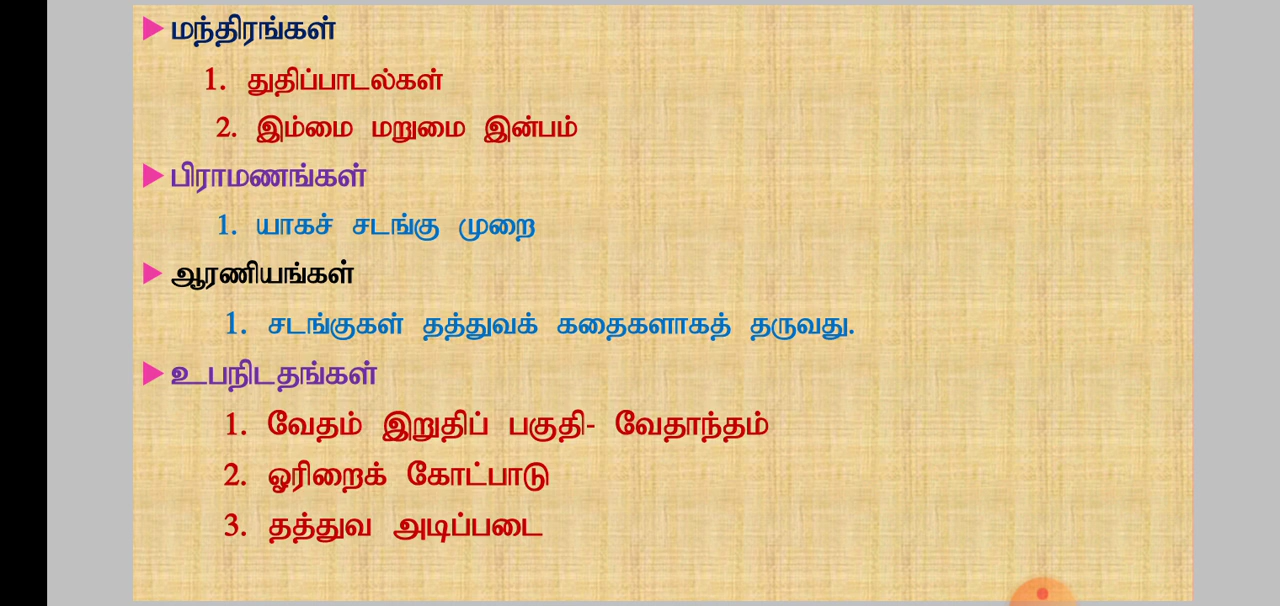 மந்திரங்கள்
1. துதிப்பாடல்கள்
2. இம்மை மறுமை இன்பம்
பிராமணங்கள்
1. யாகச் சடங்கு முறை
ஆரணியங்கள்
1. சடங்குகள் தத்துவக் கதைகளாகத் தருவது.
உபநிடதங்கள்
1. வேதம் இறுதிப் பகுதி- வேதாந்தம்
2. ஓரிறைக் கோட்பாடு
3. தத்துவ அடிப்படை